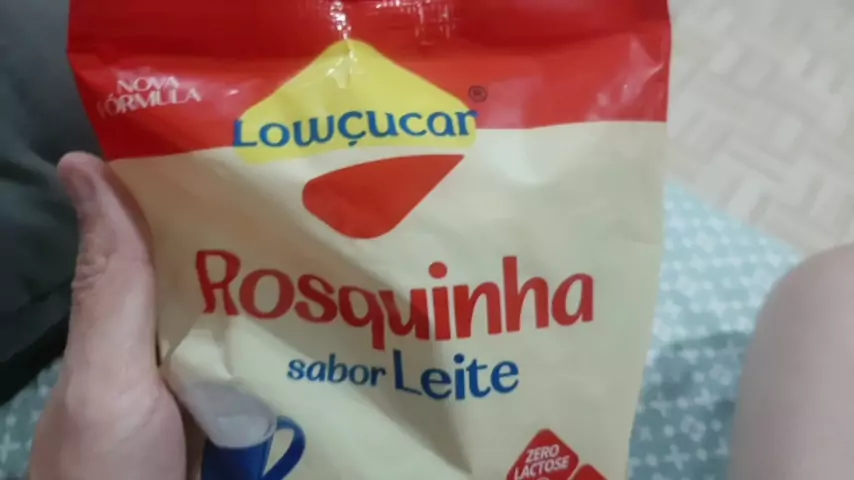 NOVA
FÓRMULA
Lowçucar®
Rosquinha
sabor Leite
ZERO
LACTOSE